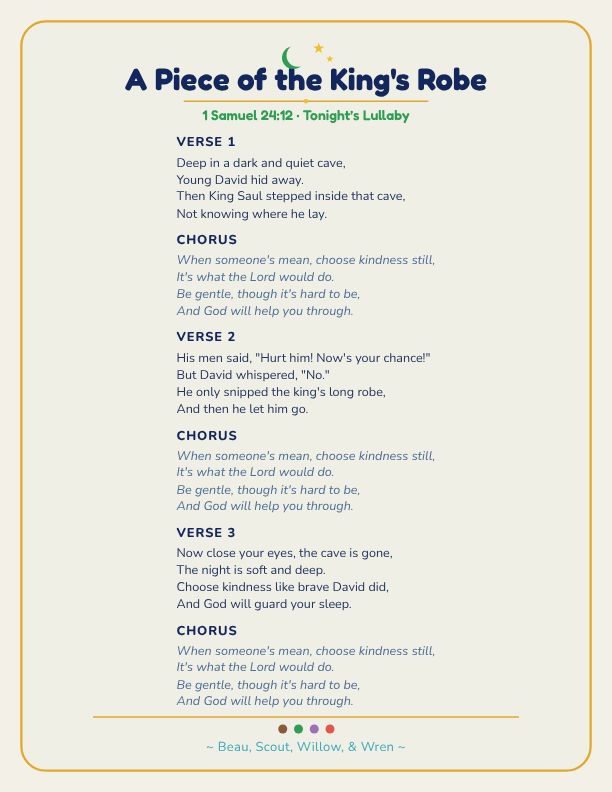 A Piece of the King's Robe
1 Samuel 24:12 · Tonight's Lullaby
VERSE 1
Deep in a dark and quiet cave,
Young David hid away.
Then King Saul stepped inside that cave,
Not knowing where he lay.
CHORUS
When someone's mean, choose kindness still,
It's what the Lord would do.
Be gentle, though it's hard to be,
And God will help you through.
VERSE 2
His men said, "Hurt him! Now's your chance!"
But David whispered, "No."
He only snipped the king's long robe,
And then he let him go.
CHORUS
When someone's mean, choose kindness still,
It's what the Lord would do.
Be gentle, though it's hard to be,
And God will help you through.
VERSE 3
Now close your eyes, the cave is gone,
The night is soft and deep.
Choose kindness like brave David did,
And God will guard your sleep.
CHORUS
When someone's mean, choose kindness still,
It's what the Lord would do.
Be gentle, though it's hard to be,
And God will help you through.
~ Beau, Scout, Willow, & Wren ~